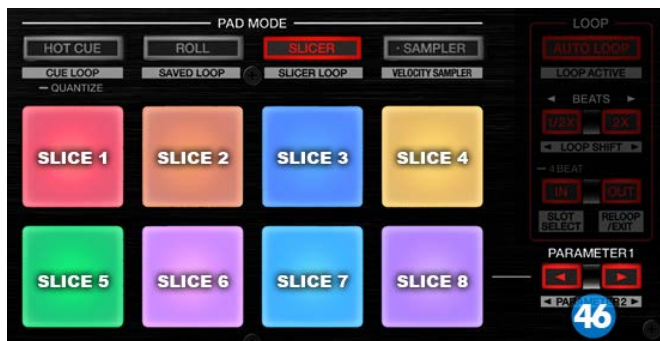 PAD MODE
HOT CUE
ROLL
SLICER
· SAMPLER
CUE LOOP
SAVED LOOP
SLICER LOOP
VELOCITY SAMPLER
— QUANTIZE
SLICE 1
SLICE 2
SLICE 3
SLICE 4
SLICE 5
SLICE 6
SLICE 7
SLICE 8
LOOP
AUTO LOOP
LOOP ACTIVE
◄ BEATS ►
1/2X
2X
◄ LOOP SHIFT ►
— 4 BEAT
IN
OUT
SLOT
SELECT
RELOOP
/EXIT
PARAMETER 1
◄ ►
46